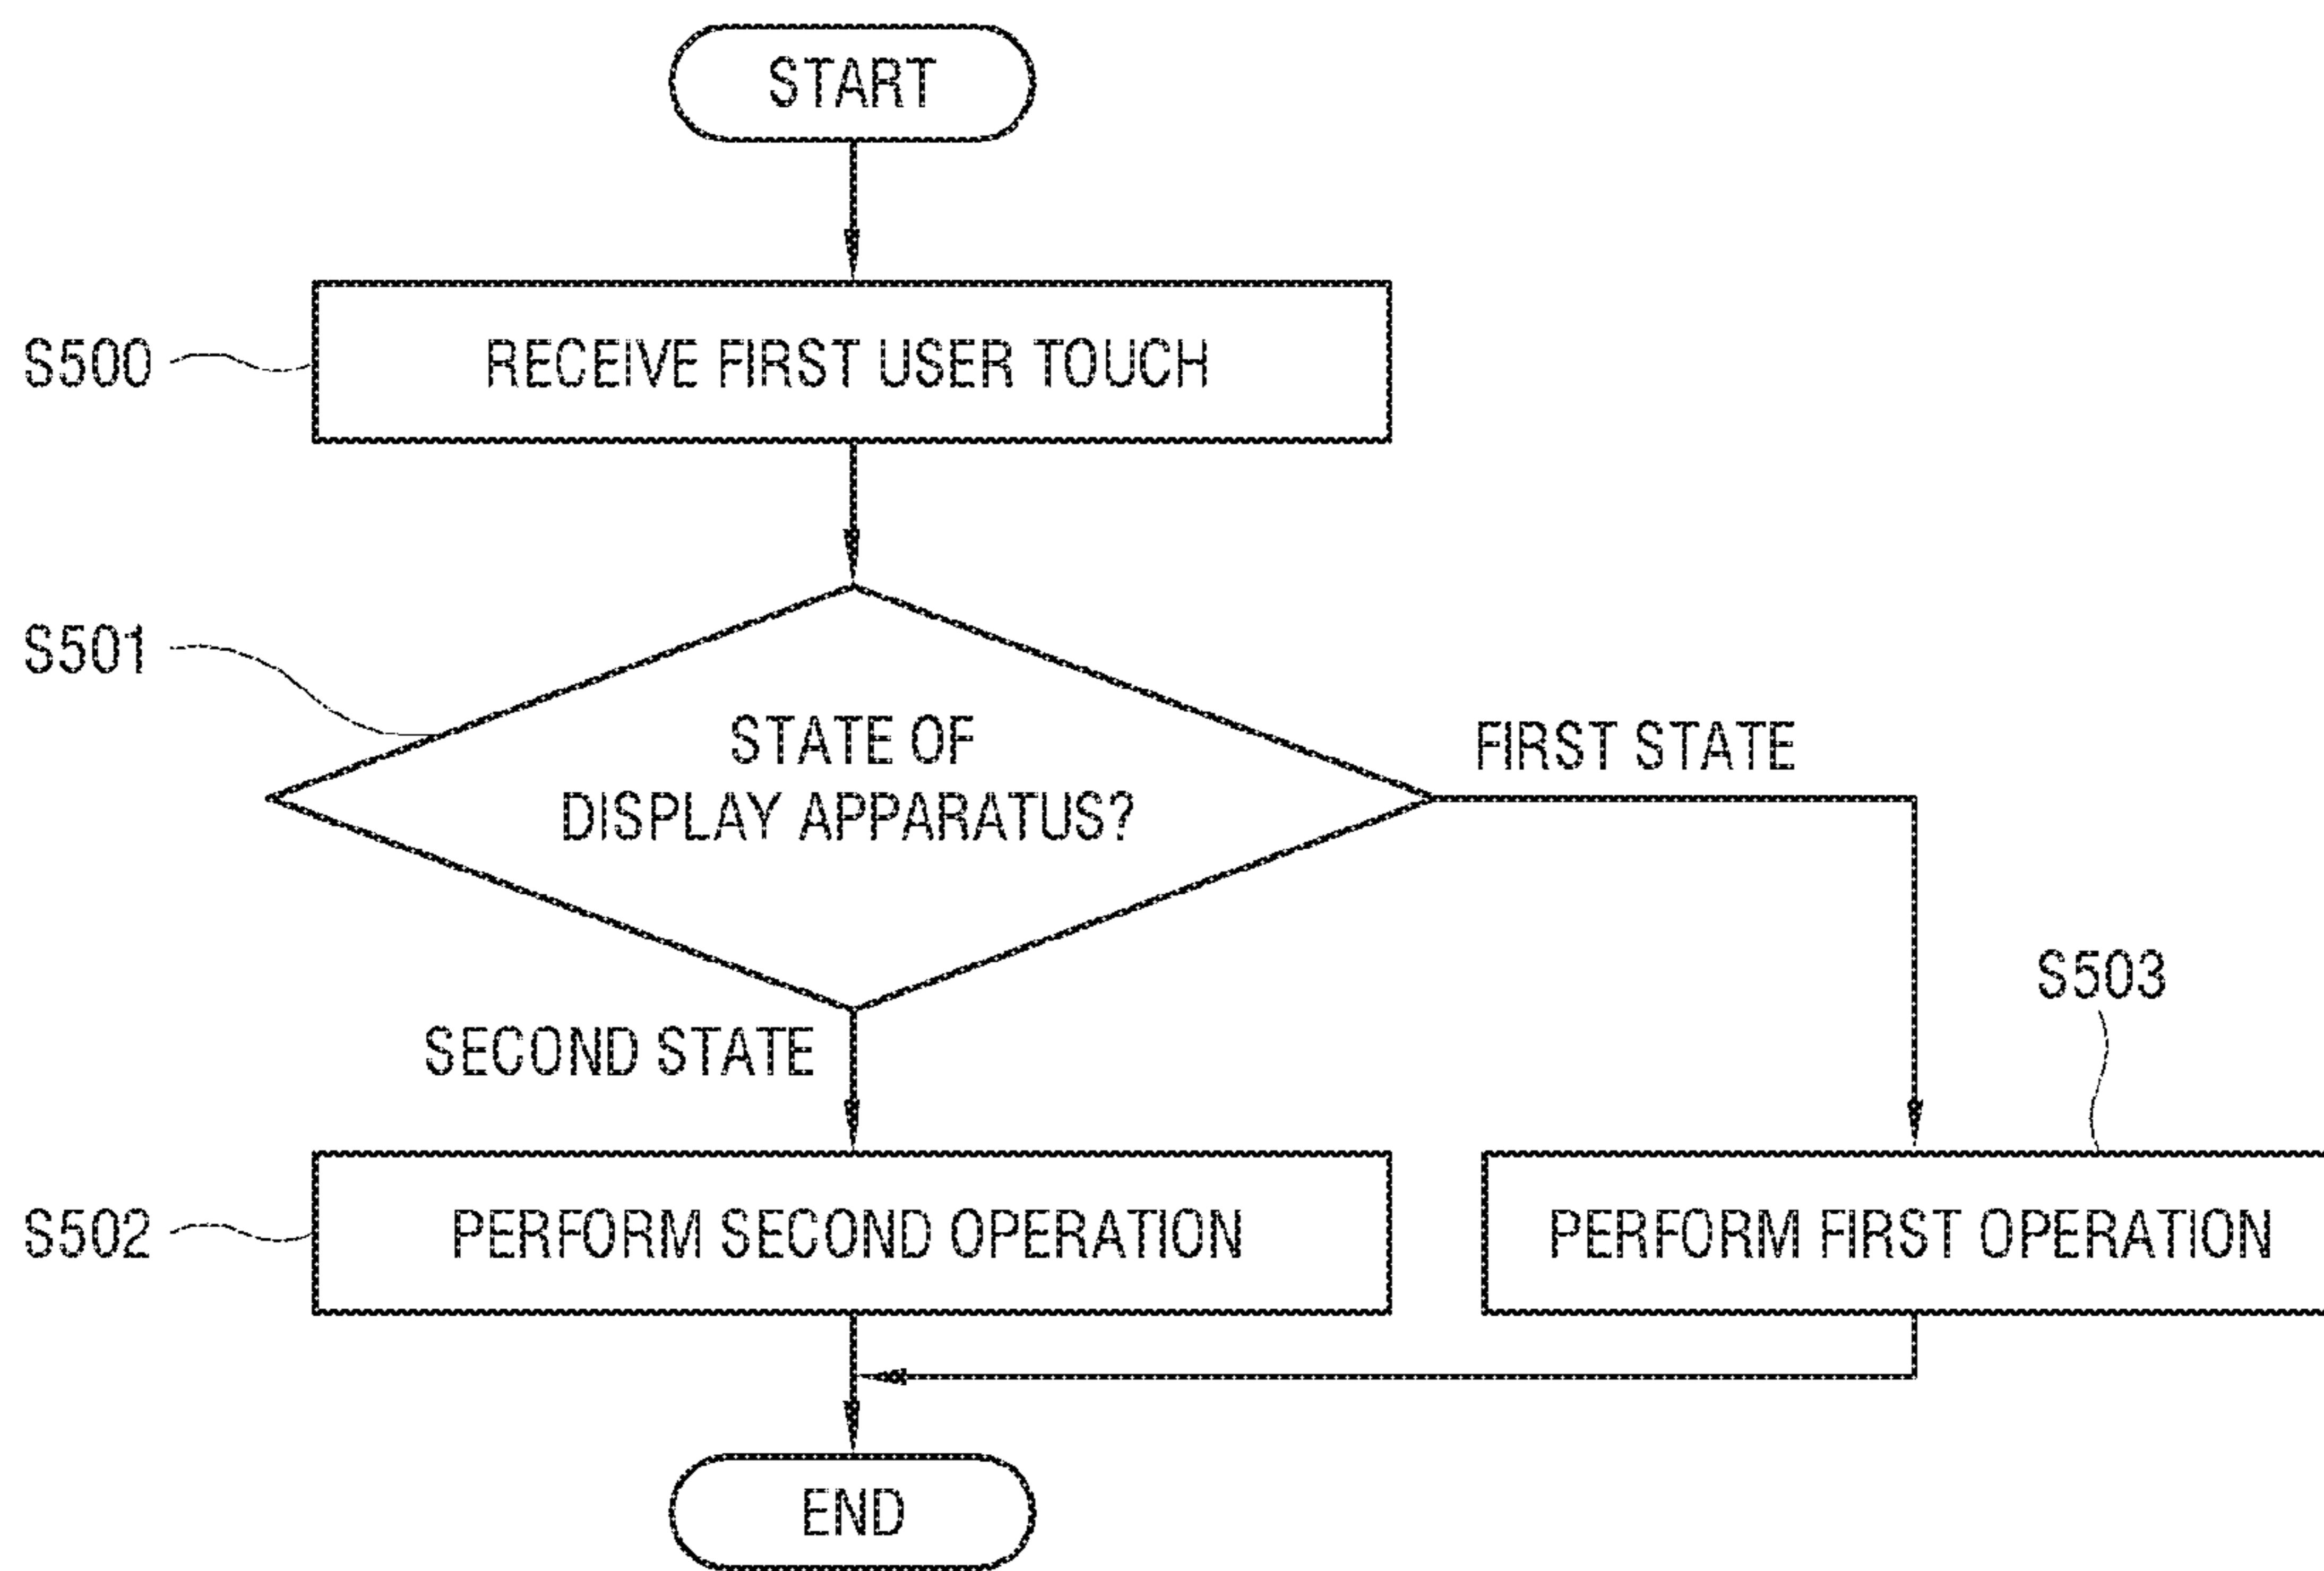 START
S500
RECEIVE FIRST USER TOUCH
S501
STATE OF
DISPLAY APPARATUS?
FIRST STATE
SECOND STATE
S503
S502
PERFORM SECOND OPERATION
PERFORM FIRST OPERATION
END